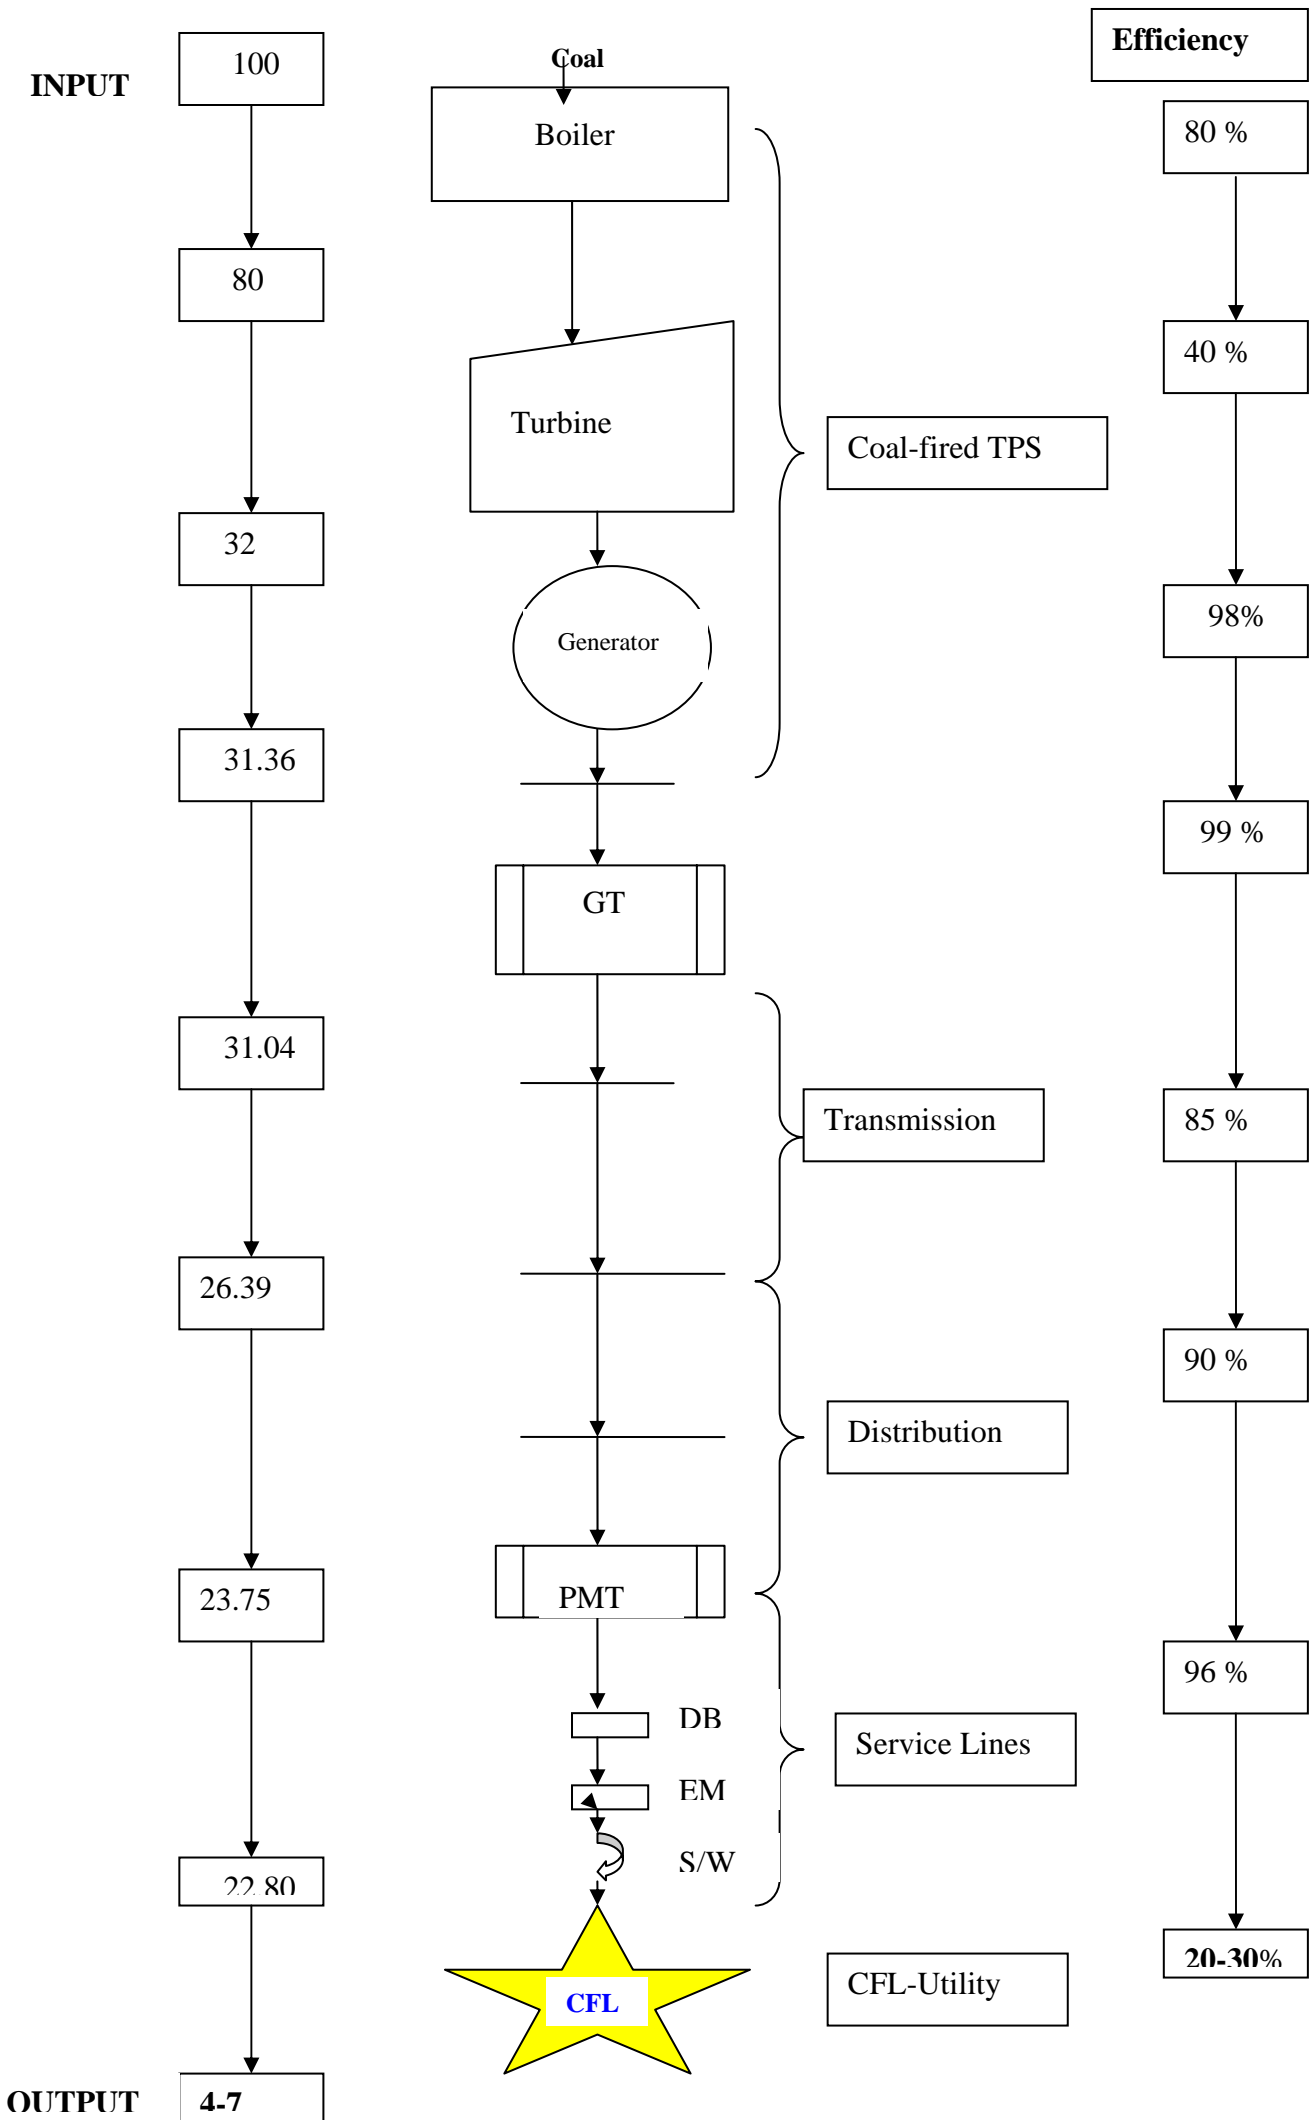 Efficiency
INPUT
100
Coal
Boiler
80 %
80
40 %
Turbine
Coal-fired TPS
32
98%
Generator
31.36
99 %
GT
31.04
Transmission
85 %
26.39
90 %
Distribution
23.75
PMT
96 %
DB
Service Lines
EM
S/W
22.80
20-30%
CFL-Utility
CFL
OUTPUT
4-7